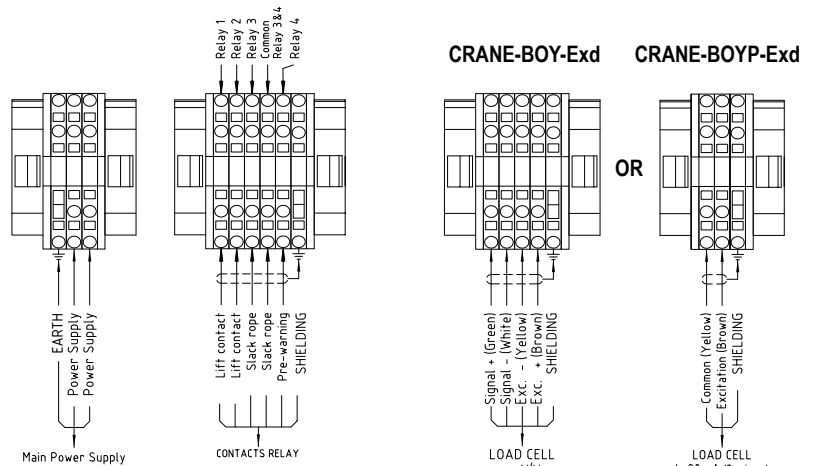 Relay 1
Relay 2
Relay 3
Common
Relay 3&4
Relay 4
CRANE-BOY-Exd
CRANE-BOYP-Exd
OR
EARTH
Power Supply
Power Supply
Main Power Supply
Lift contact
Lift contact
Slack rope
Slack rope
Pre-warning
SHIELDING
CONTACTS RELAY
Signal + (Green)
Signal - (White)
Exc. - (Yellow)
Exc. + (Brown)
SHIELDING
LOAD CELL
Common (Yellow)
Excitation (Brown)
SHIELDING
LOAD CELL